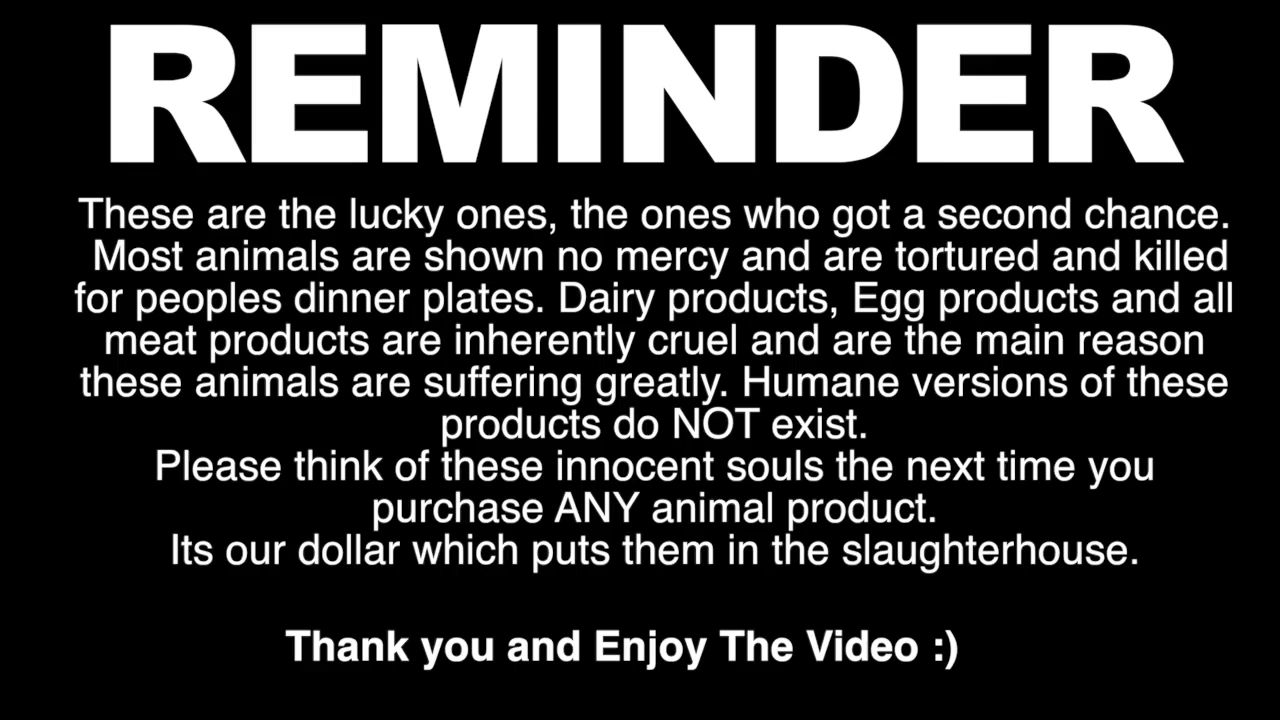 REMINDER
These are the lucky ones, the ones who got a second chance.
Most animals are shown no mercy and are tortured and killed
for peoples dinner plates. Dairy products, Egg products and all
meat products are inherently cruel and are the main reason
these animals are suffering greatly. Humane versions of these
products do NOT exist.
Please think of these innocent souls the next time you
purchase ANY animal product.
Its our dollar which puts them in the slaughterhouse.
Thank you and Enjoy The Video :)